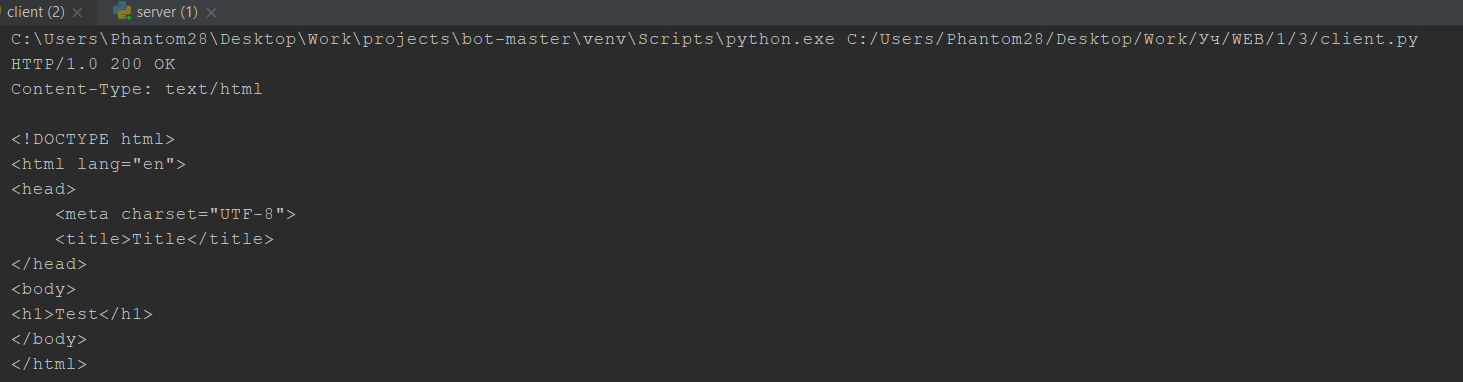 client (2) × server (1) ×
C:\Users\Phantom28\Desktop\Work\projects\bot-master\venv\Scripts\python.exe C:/Users/Phantom28/Desktop/Work/Уч/WEB/1/3/client.py
HTTP/1.0 200 OK
Content-Type: text/html

<!DOCTYPE html>
<html lang="en">
<head>
    <meta charset="UTF-8">
    <title>Title</title>
</head>
<body>
<h1>Test</h1>
</body>
</html>